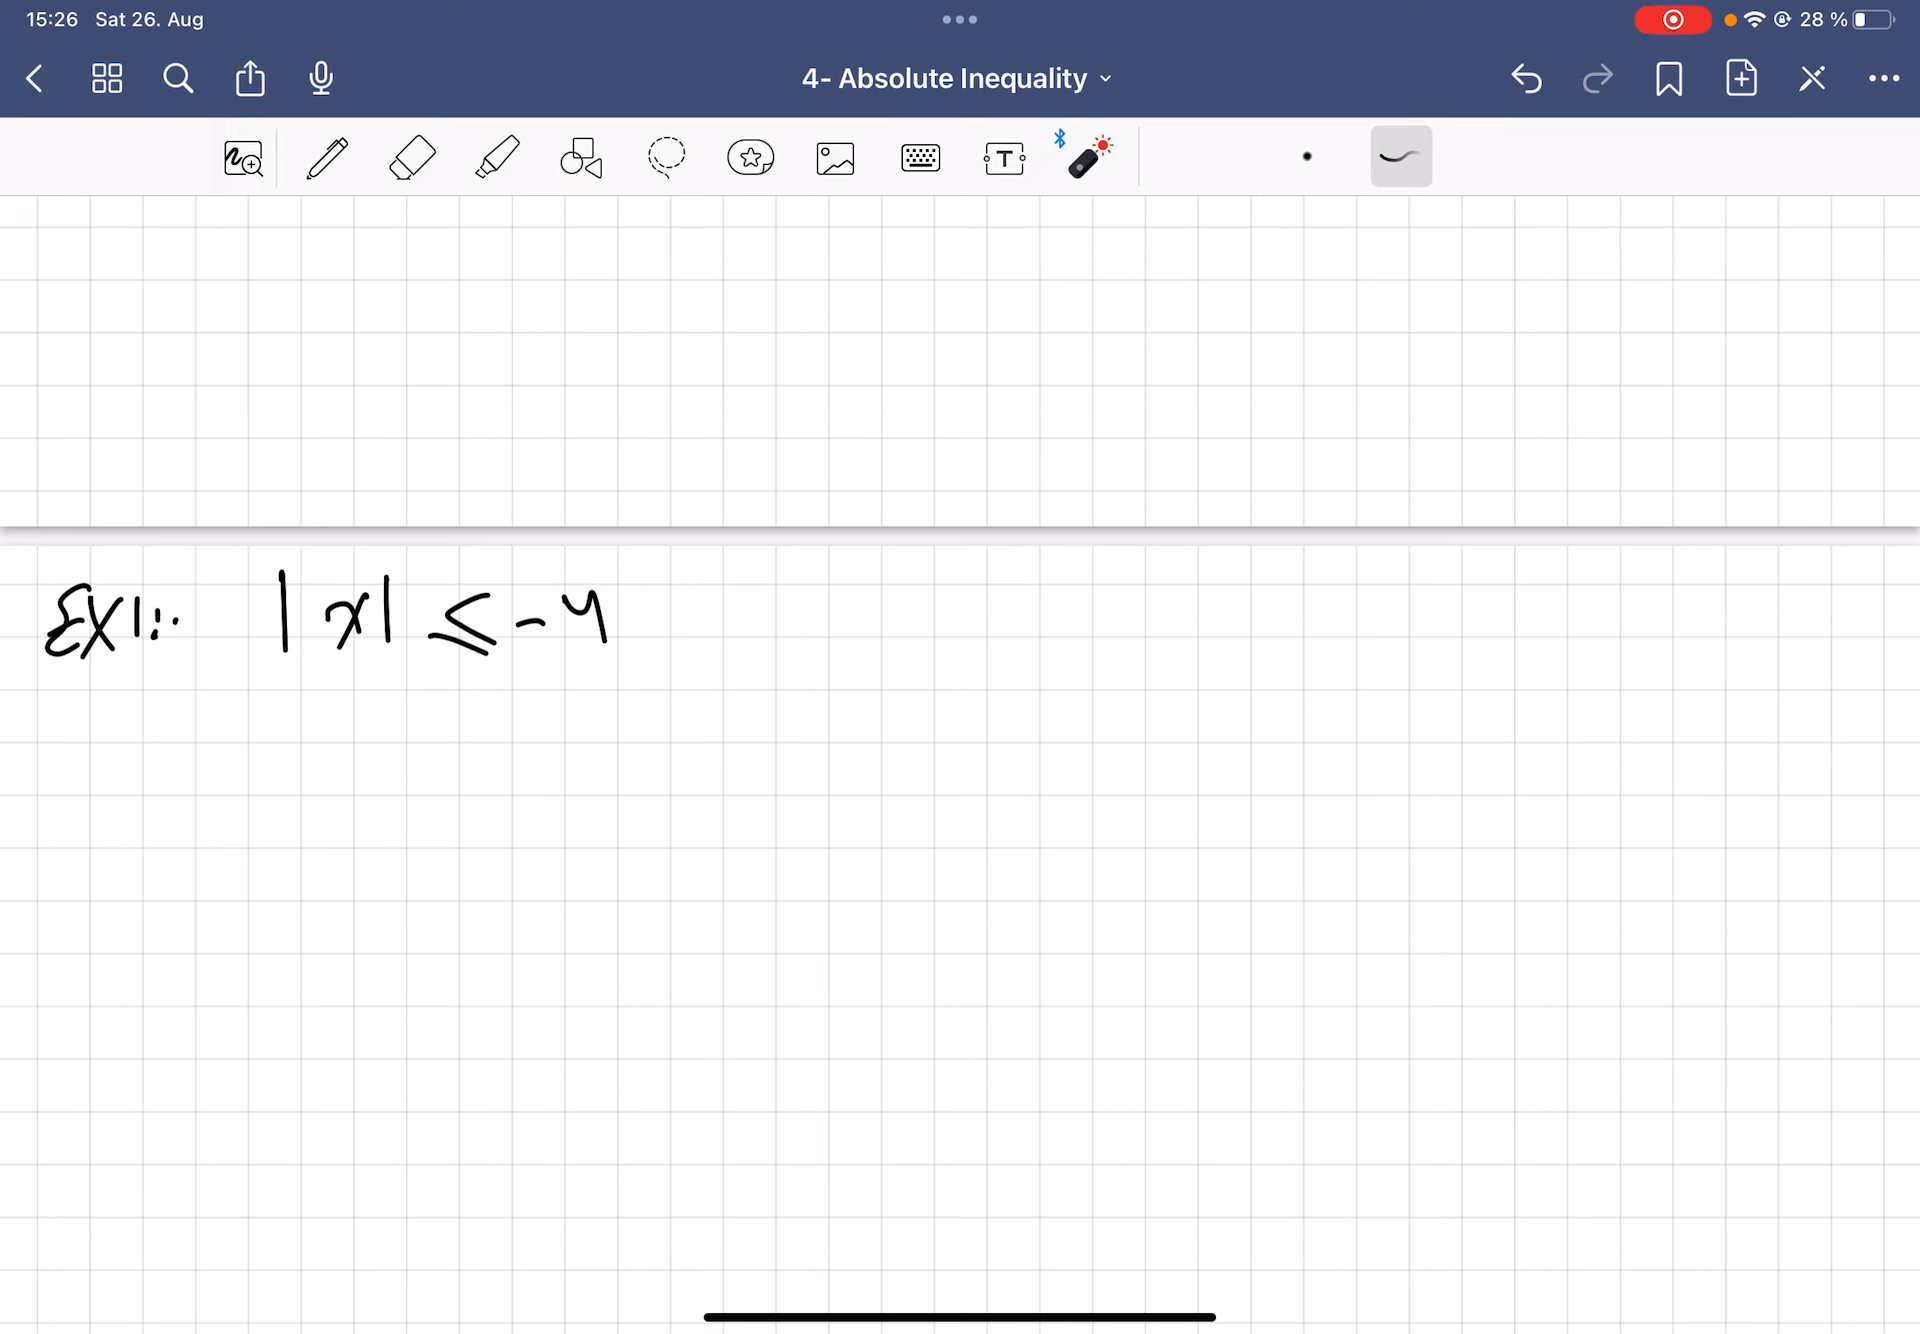 15:26 Sat 26. Aug 28 %
4- Absolute Inequality
T
EX1: |x| ≤ -4